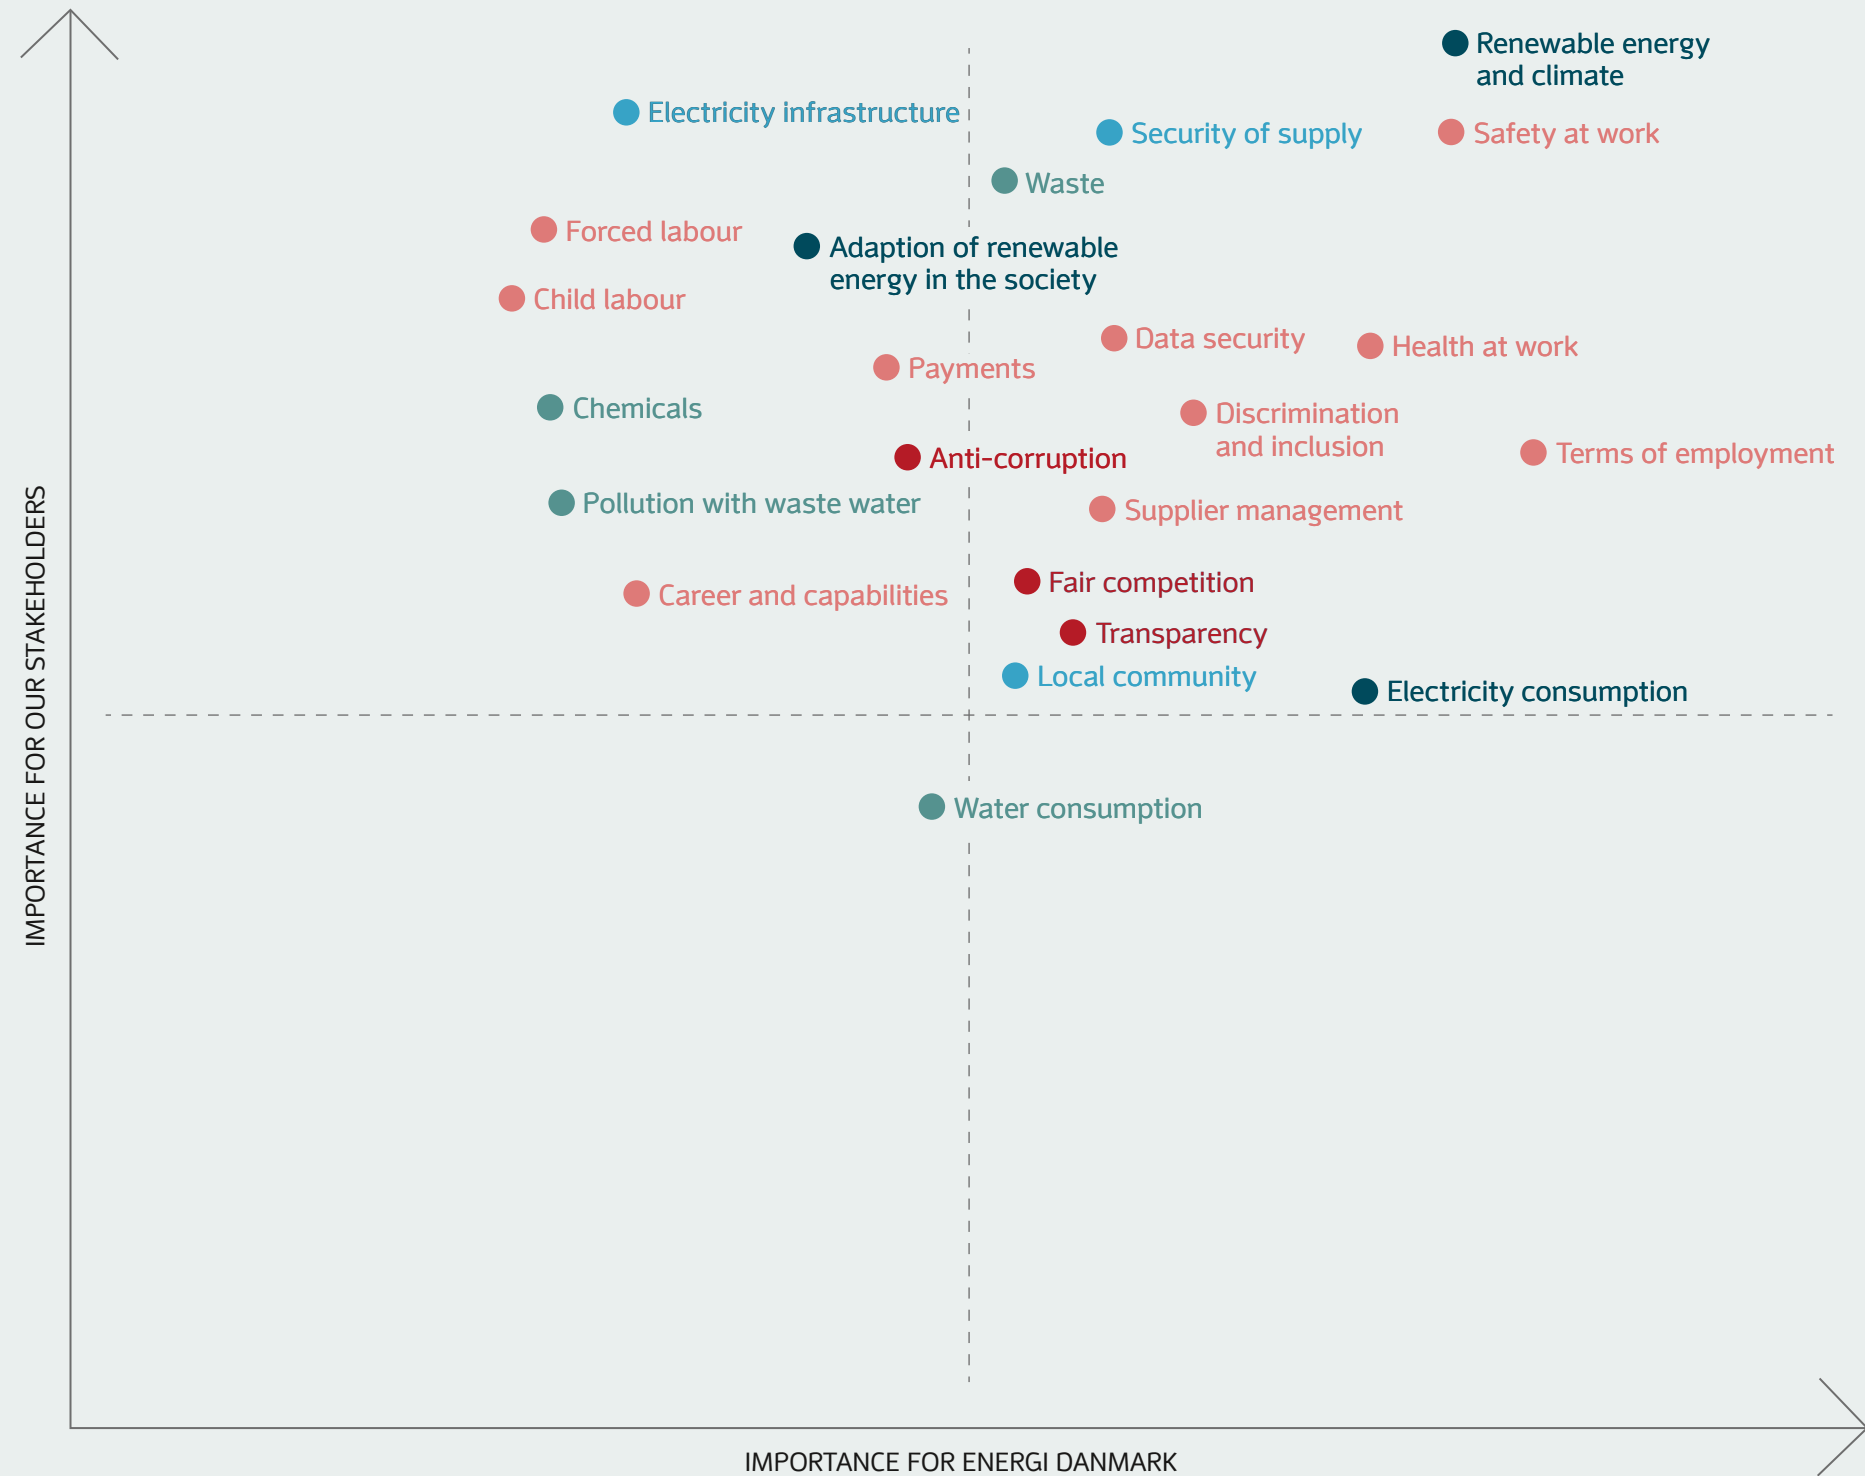 Renewable energy
and climate
Electricity infrastructure
Security of supply
Safety at work
Waste
Forced labour
Adaption of renewable
energy in the society
Child labour
Data security
Health at work
Payments
Chemicals
Discrimination
and inclusion
Anti-corruption
Terms of employment
Pollution with waste water
Supplier management
Fair competition
Career and capabilities
Transparency
Local community
Electricity consumption
Water consumption
IMPORTANCE FOR OUR STAKEHOLDERS
IMPORTANCE FOR ENERGI DANMARK